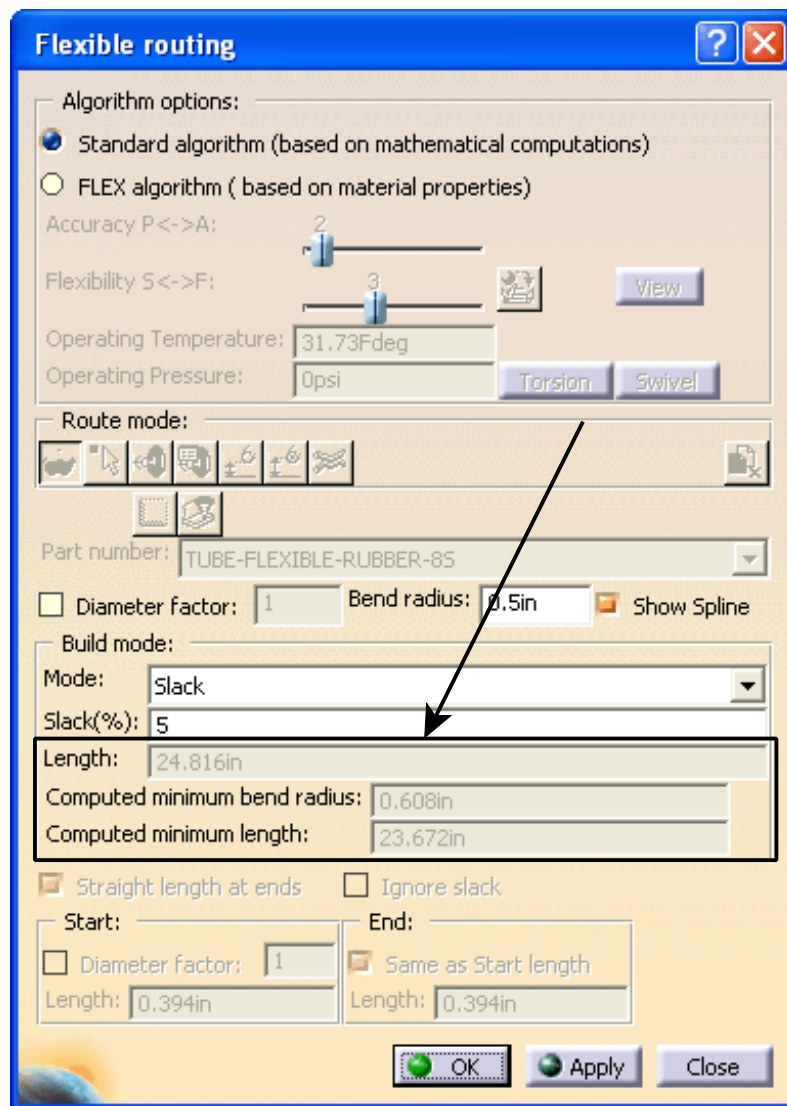 Flexible routing
Algorithm options:
Standard algorithm (based on mathematical computations)
FLEX algorithm ( based on material properties)
Accuracy P<->A: 2
Flexibility S<->F: 3 View
Operating Temperature: 31.73Fdeg
Operating Pressure: 0psi Torsion Swivel
Route mode:
Part number: TUBE-FLEXIBLE-RUBBER-8S
Diameter factor: 1 Bend radius: 0.5in Show Spline
Build mode:
Mode: Slack
Slack(%): 5
Length: 24.816in
Computed minimum bend radius: 0.608in
Computed minimum length: 23.672in
Straight length at ends Ignore slack
Start: End:
Diameter factor: 1 Same as Start length
Length: 0.394in Length: 0.394in
OK Apply Close